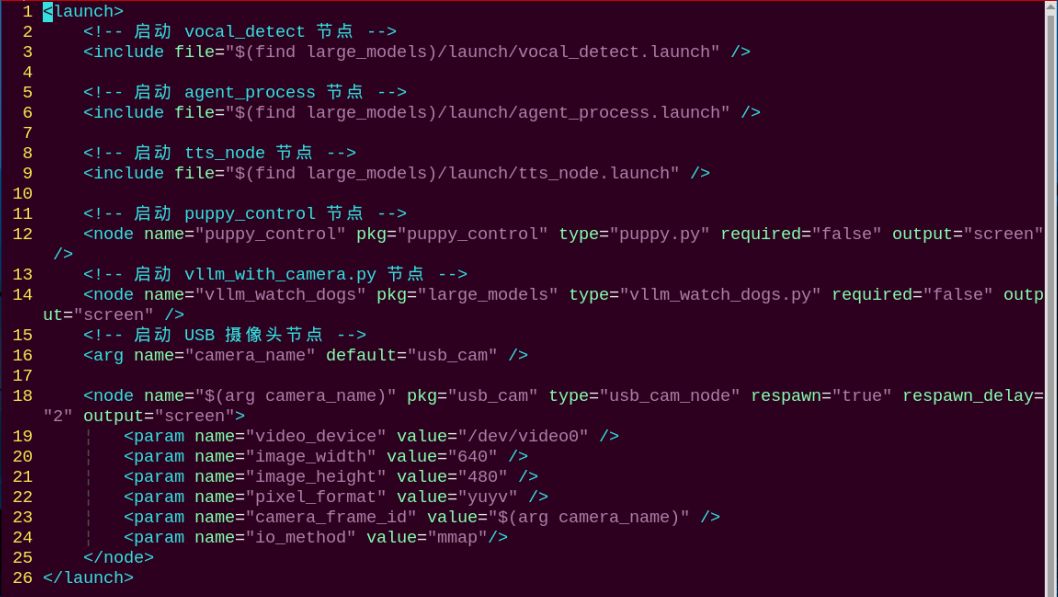 1 <launch>
2     <!-- 启动 vocal_detect 节点 -->
3     <include file="$(find large_models)/launch/vocal_detect.launch" />
4
5     <!-- 启动 agent_process 节点 -->
6     <include file="$(find large_models)/launch/agent_process.launch" />
7
8     <!-- 启动 tts_node 节点 -->
9     <include file="$(find large_models)/launch/tts_node.launch" />
10
11     <!-- 启动 puppy_control 节点 -->
12     <node name="puppy_control" pkg="puppy_control" type="puppy.py" required="false" output="screen"
 />
13     <!-- 启动 vllm_with_camera.py 节点 -->
14     <node name="vllm_watch_dogs" pkg="large_models" type="vllm_watch_dogs.py" required="false" outp
ut="screen" />
15     <!-- 启动 USB 摄像头节点 -->
16     <arg name="camera_name" default="usb_cam" />
17
18     <node name="$(arg camera_name)" pkg="usb_cam" type="usb_cam_node" respawn="true" respawn_delay=
"2" output="screen">
19         <param name="video_device" value="/dev/video0" />
20         <param name="image_width" value="640" />
21         <param name="image_height" value="480" />
22         <param name="pixel_format" value="yuyv" />
23         <param name="camera_frame_id" value="$(arg camera_name)" />
24         <param name="io_method" value="mmap"/>
25     </node>
26 </launch>